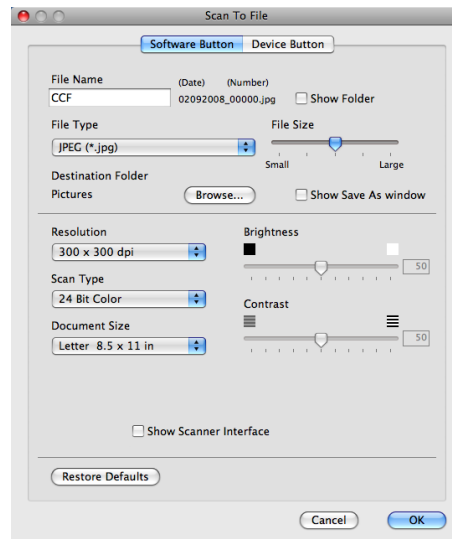 Scan To File
Software Button Device Button
File Name (Date) (Number)
CCF 02092008_00000.jpg Show Folder
File Type File Size
JPEG (*.jpg)
Small Large
Destination Folder
Pictures Browse... Show Save As window
Resolution Brightness
300 x 300 dpi
50
Scan Type
24 Bit Color
Contrast
Document Size
50
Letter 8.5 x 11 in
Show Scanner Interface
Restore Defaults
Cancel OK